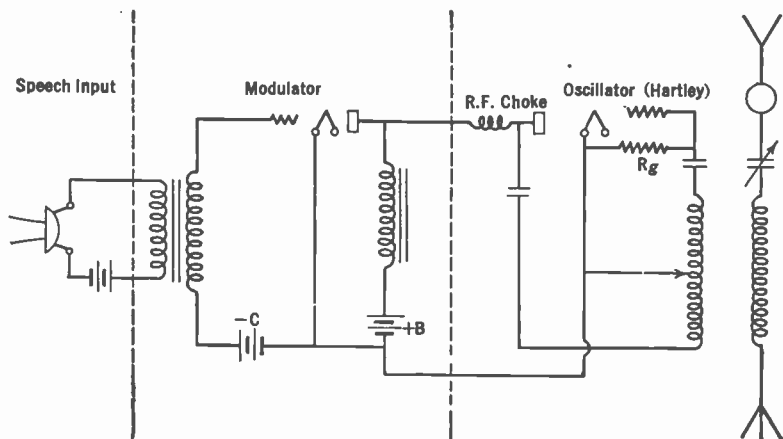 Speech Input
Modulator
R.F. Choke
Oscillator (Hartley)
Rg
-C
+B